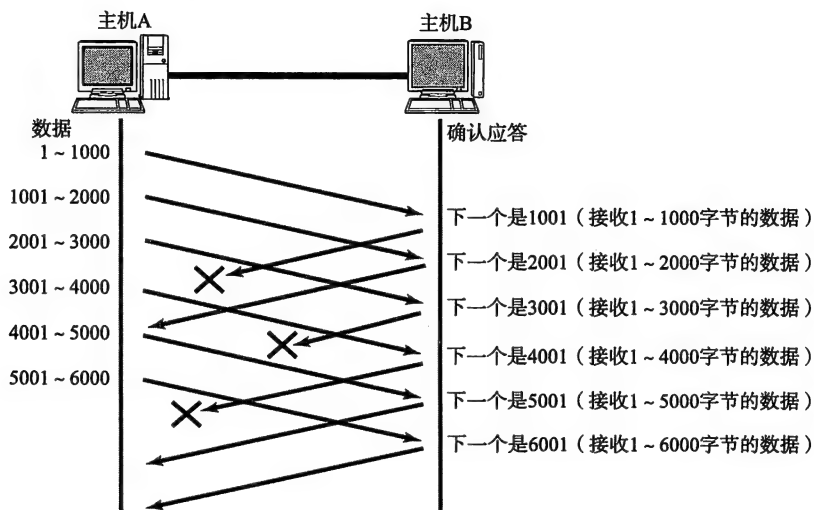 主机A
主机B
数据
确认应答
1～1000
1001～2000
2001～3000
3001～4000
4001～5000
5001～6000
下一个是1001（接收1～1000字节的数据）
下一个是2001（接收1～2000字节的数据）
下一个是3001（接收1～3000字节的数据）
下一个是4001（接收1～4000字节的数据）
下一个是5001（接收1～5000字节的数据）
下一个是6001（接收1～6000字节的数据）